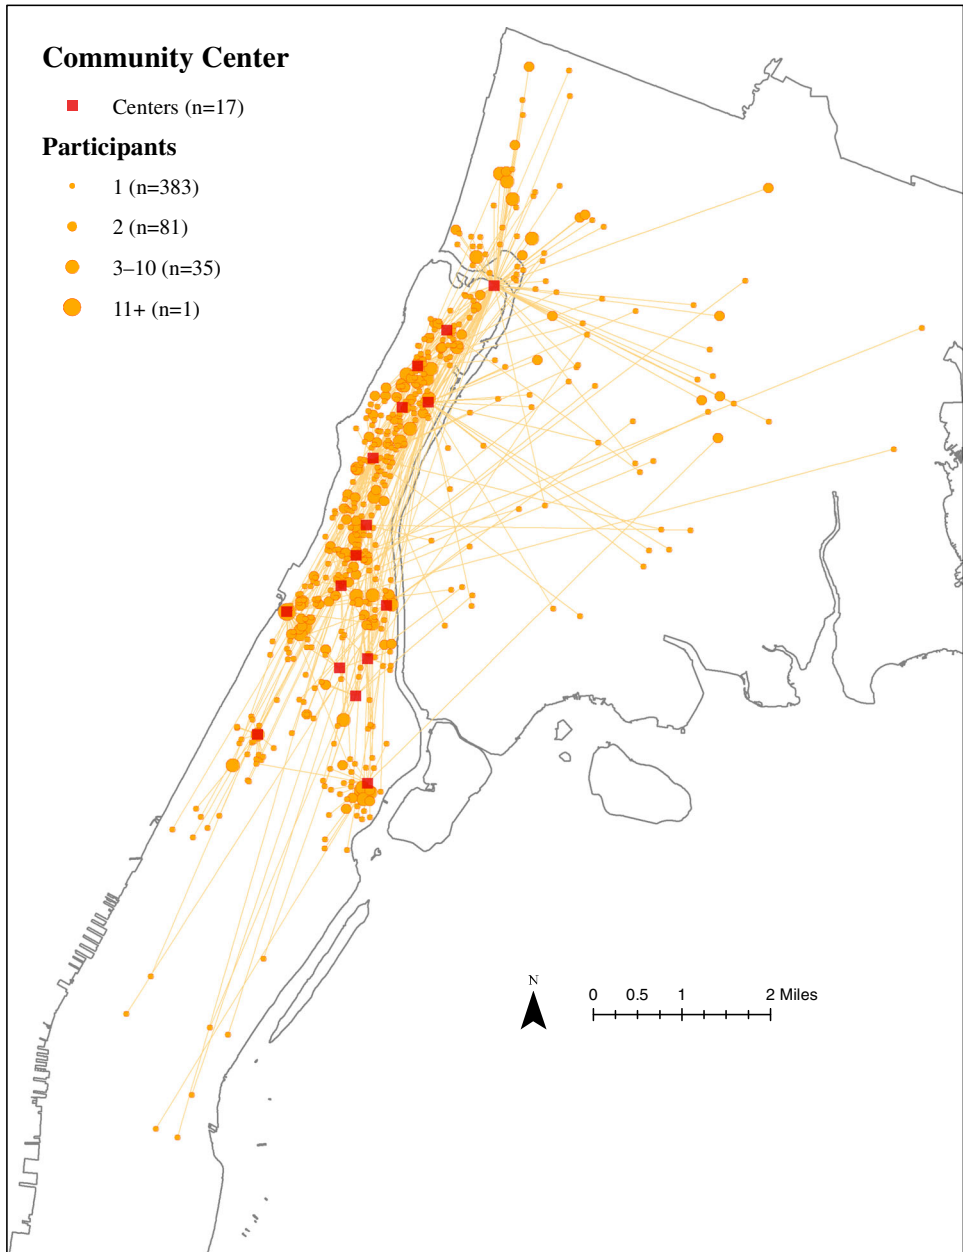 Community Center
Centers (n=17)
Participants
1 (n=383)
2 (n=81)
3–10 (n=35)
11+ (n=1)
N
0 0.5 1 2 Miles